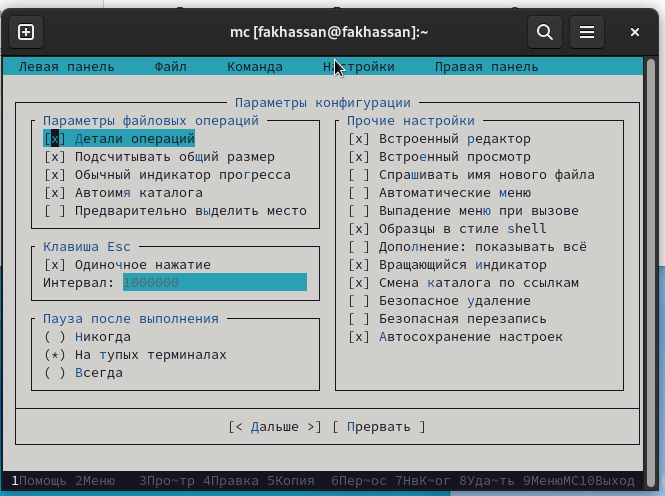 mc [fakhassan@fakhassan]:~
Левая панель Файл Команда Настройки Правая панель
Параметры конфигурации
Параметры файловых операций
[x] Детали операций
[x] Подсчитывать общий размер
[x] Обычный индикатор прогресса
[x] Автоимя каталога
[ ] Предварительно выделить место
Клавиша Esc
[x] Одиночное нажатие
Интервал: 1000000
Пауза после выполнения
( ) Никогда
(*) На тупых терминалах
( ) Всегда
Прочие настройки
[x] Встроенный редактор
[x] Встроенный просмотр
[ ] Спрашивать имя нового файла
[ ] Автоматические меню
[ ] Выпадение меню при вызове
[x] Образцы в стиле shell
[ ] Дополнение: показывать всё
[x] Вращающийся индикатор
[x] Смена каталога по ссылкам
[ ] Безопасное удаление
[ ] Безопасная перезапись
[x] Автосохранение настроек
[< Дальше >] [ Прервать ]
1Помощь 2Меню 3Про~тр 4Правка 5Копия 6Пер~ос 7НвК~ог 8Уда~ть 9МенюMC10Выход